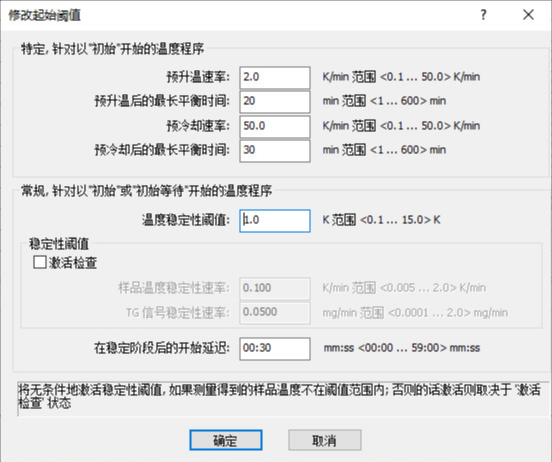 修改起始阈值 ?
特定, 针对以"初始"开始的温度程序
预升温速率: 2.0 K/min 范围 <0.1 ... 50.0> K/min
预升温后的最长平衡时间: 20 min 范围 <1 ... 600> min
预冷却速率: 50.0 K/min 范围 <0.1 ... 50.0> K/min
预冷却后的最长平衡时间: 30 min 范围 <1 ... 600> min
常规, 针对以"初始"或"初始等待"开始的温度程序
温度稳定性阈值: 1.0 K 范围 <0.1 ... 15.0> K
稳定性阈值
激活检查
样品温度稳定性速率: 0.100 K/min 范围 <0.005 ... 2.0> K/min
TG 信号稳定性速率: 0.0500 mg/min 范围 <0.0001 ... 2.0> mg/min
在稳定阶段后的开始延迟: 00:30 mm:ss <00:00 ... 59:00> mm:ss
将无条件地激活稳定性阈值, 如果测量得到的样品温度不在阈值范围内; 否则的话激活则取决于 '激活
检查' 状态
确定 取消